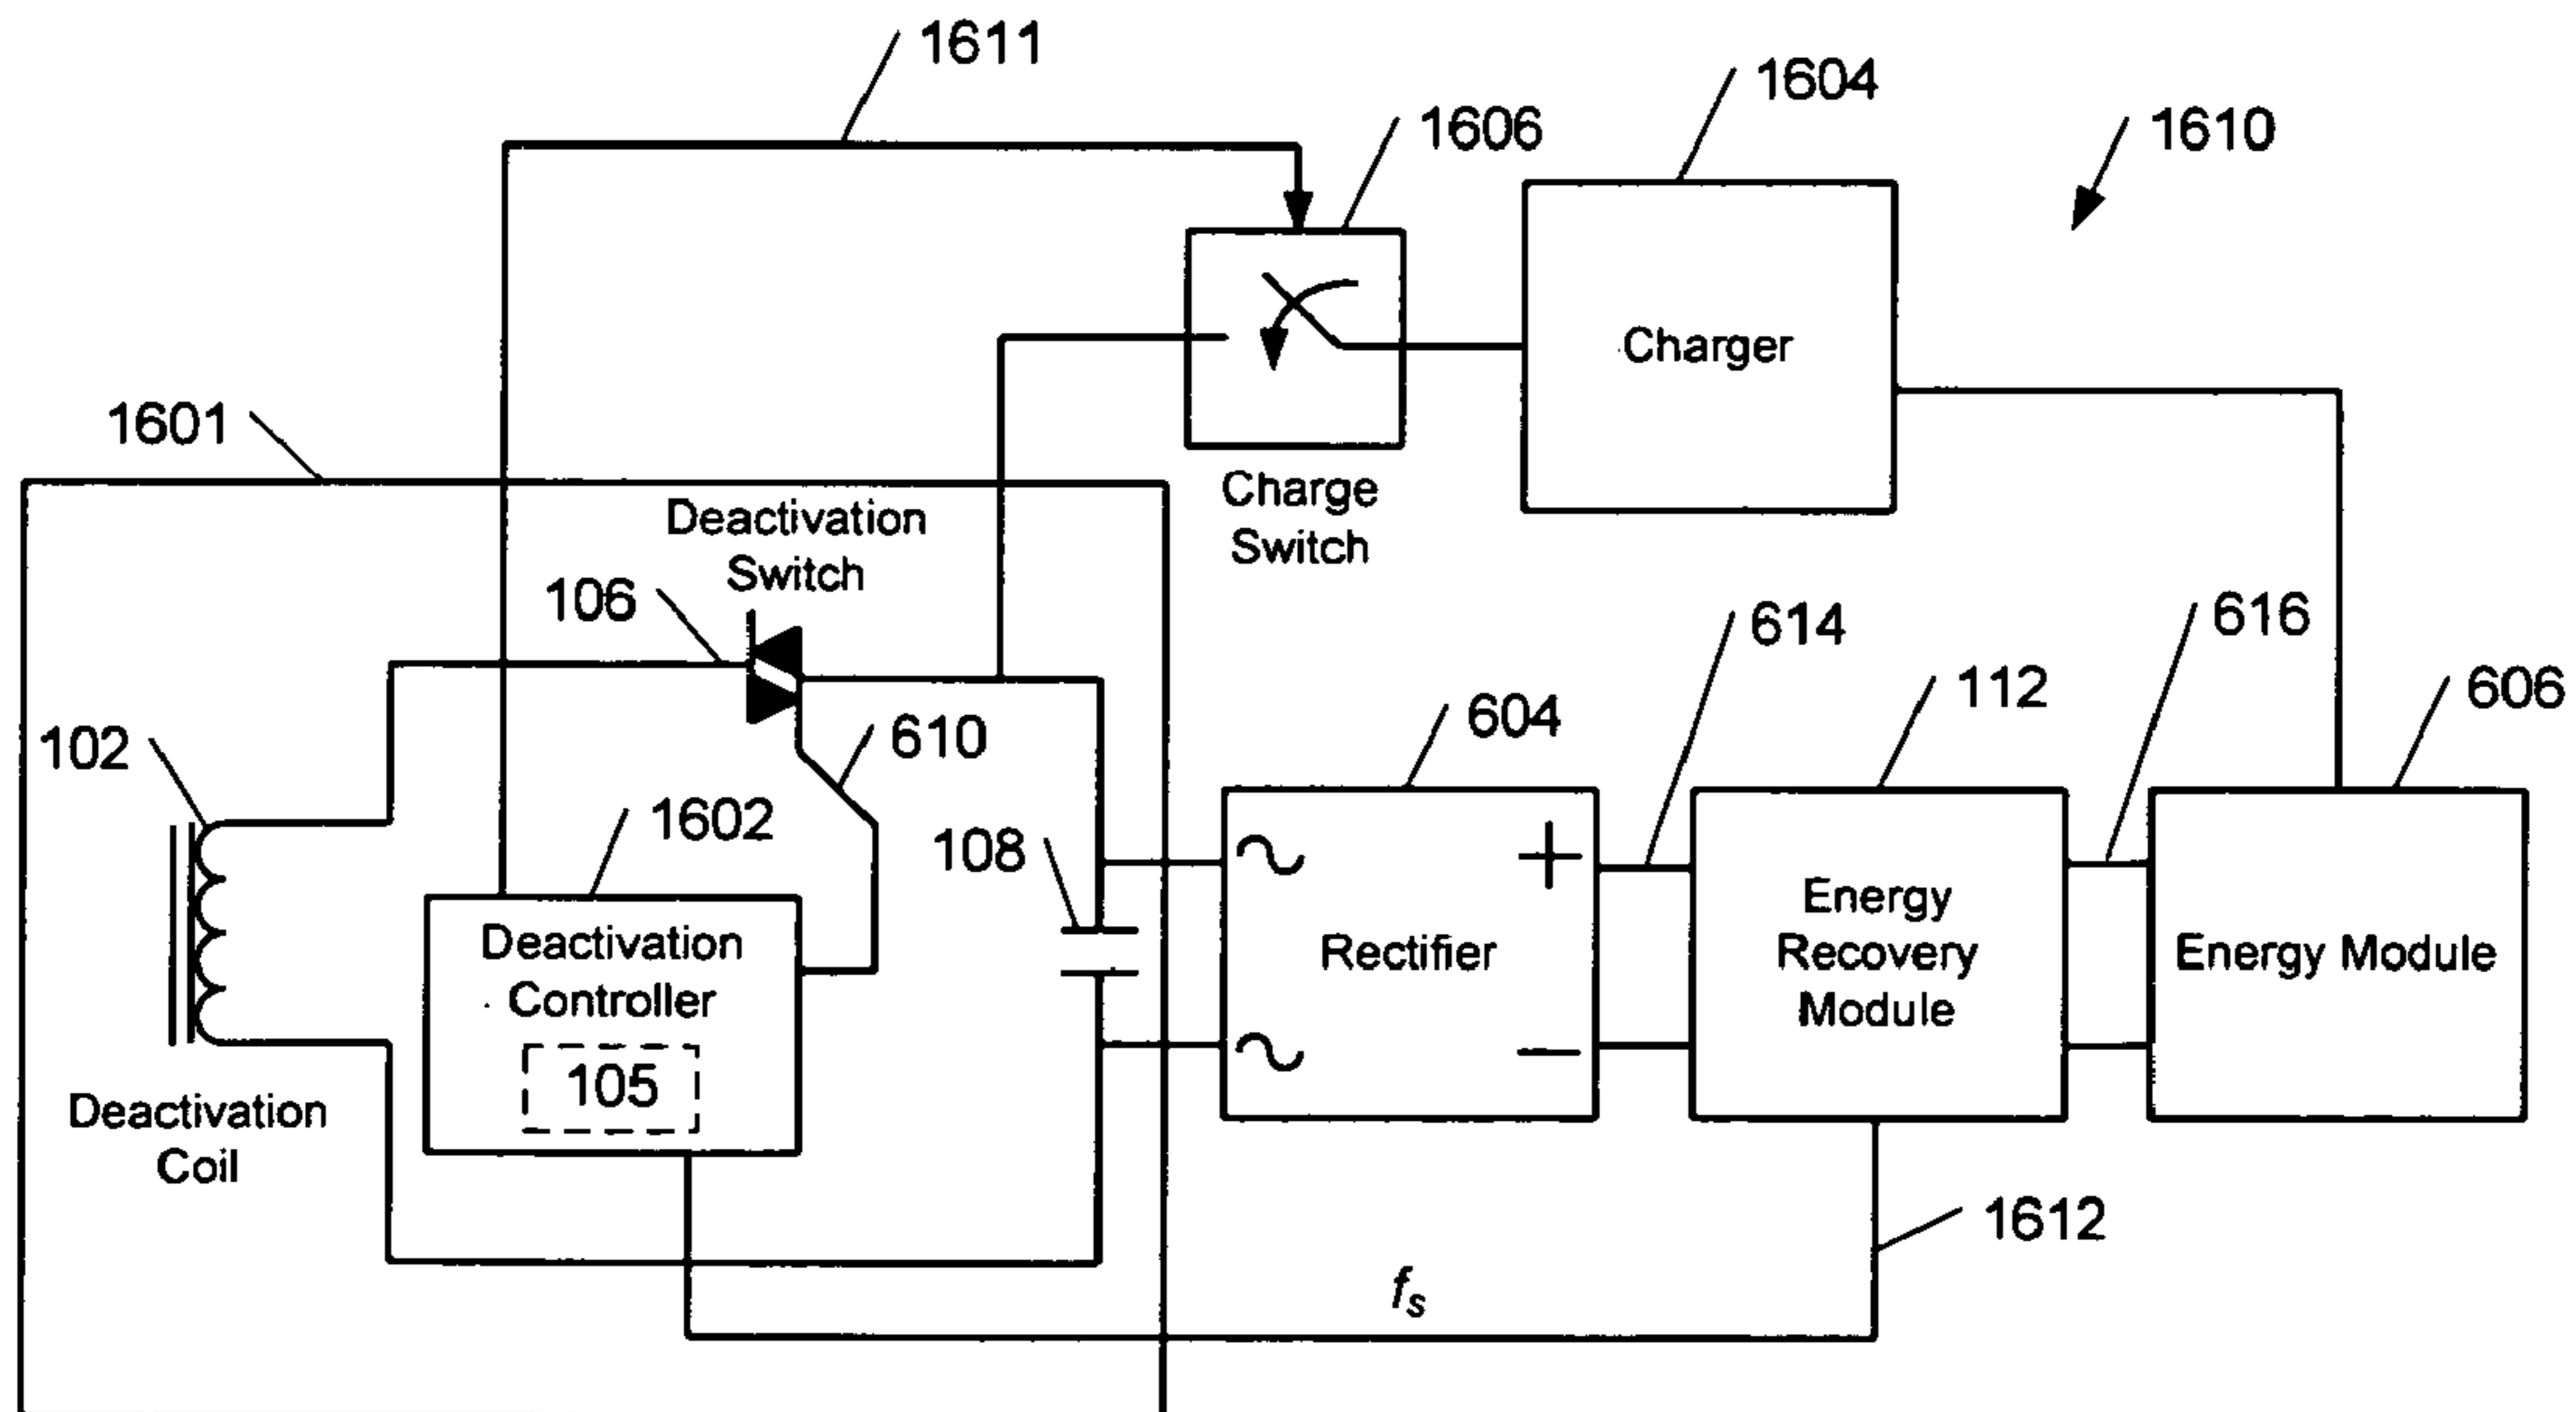 1611
1604
1606
1610
Charger
1601
Charge
Switch
Deactivation
Switch
106
614
616
102
610
604
112
606
1602
108
Deactivation
Controller
105
Rectifier
Energy
Recovery
Module
Energy Module
Deactivation
Coil
1612
fs